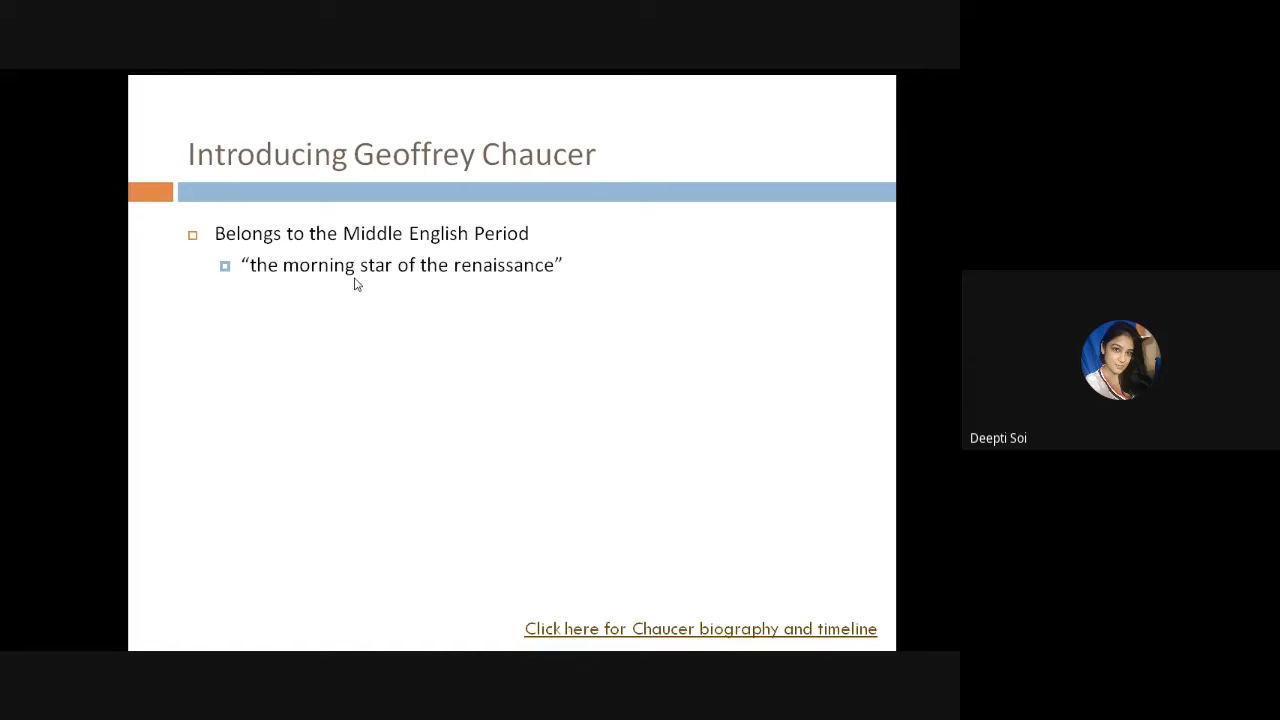 Introducing Geoffrey Chaucer
Belongs to the Middle English Period
“the morning star of the renaissance”
Click here for Chaucer biography and timeline
Deepti Soi